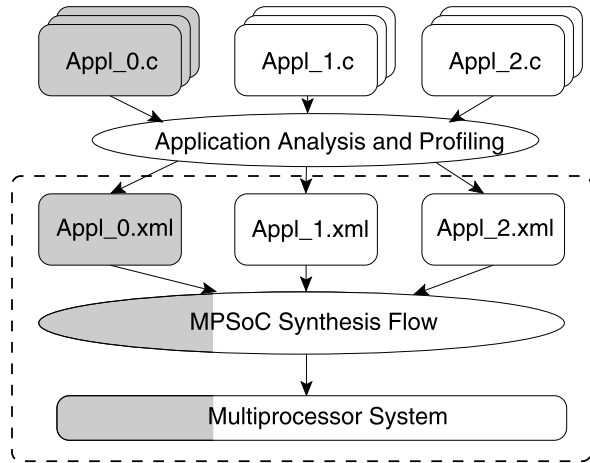 Appl_0.c
Appl_1.c
Appl_2.c
Application Analysis and Profiling
Appl_0.xml
Appl_1.xml
Appl_2.xml
MPSoC Synthesis Flow
Multiprocessor System